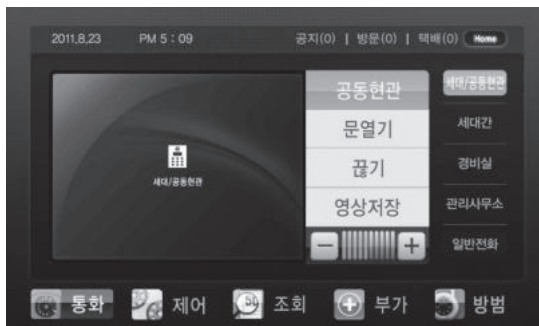 2011.8.23 PM 5 : 09 공지(0) | 방문(0) | 택배(0) Home
공동현관
문열기
끊기
영상저장
세대/공동현관
세대/공동현관
세대간
경비실
관리사무소
일반전화
통화 제어 조회 부가 방범